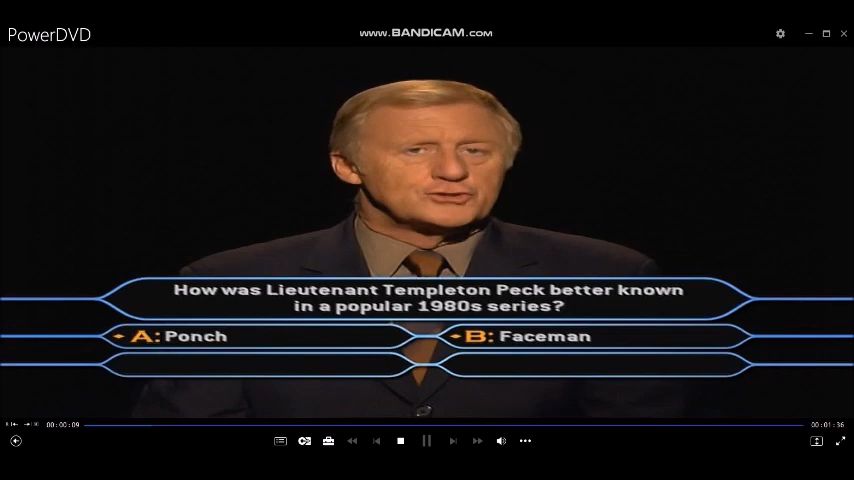 PowerDVD
www.BANDICAM.com
How was Lieutenant Templeton Peck better known
in a popular 1980s series?
A: Ponch
B: Faceman
00:00:09
00:01:36